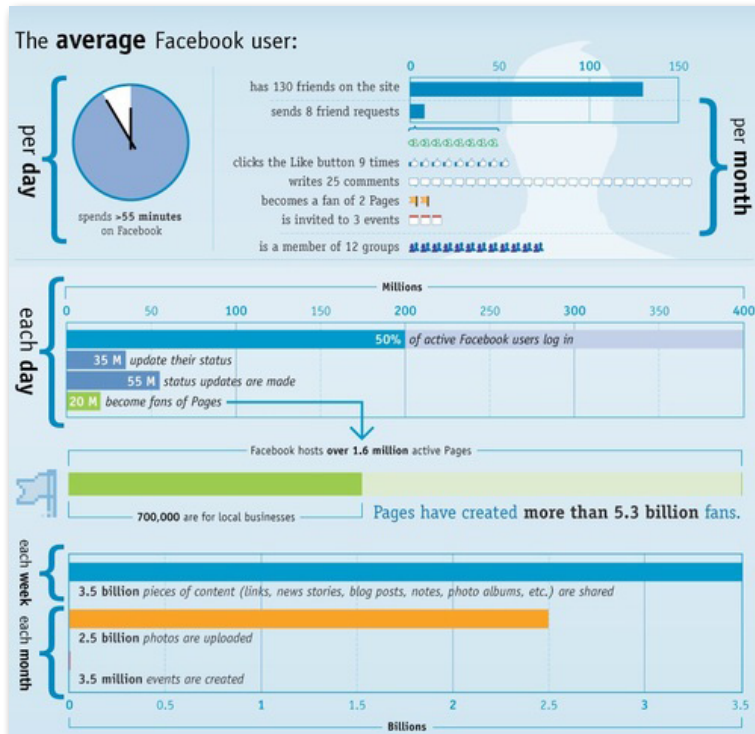 The average Facebook user:
per day
spends >55 minutes
on Facebook
0 50 100 150
has 130 friends on the site
sends 8 friend requests
clicks the Like button 9 times
writes 25 comments
becomes a fan of 2 Pages
is invited to 3 events
is a member of 12 groups
per month
each day
Millions
0 50 100 150 200 250 300 350 400
50% of active Facebook users log in
35 M update their status
55 M status updates are made
20 M become fans of Pages
Facebook hosts over 1.6 million active Pages
700,000 are for local businesses
Pages have created more than 5.3 billion fans.
each week
3.5 billion pieces of content (links, news stories, blog posts, notes, photo albums, etc.) are shared
each month
2.5 billion photos are uploaded
3.5 million events are created
0 0.5 1 1.5 2 2.5 3 3.5
Billions